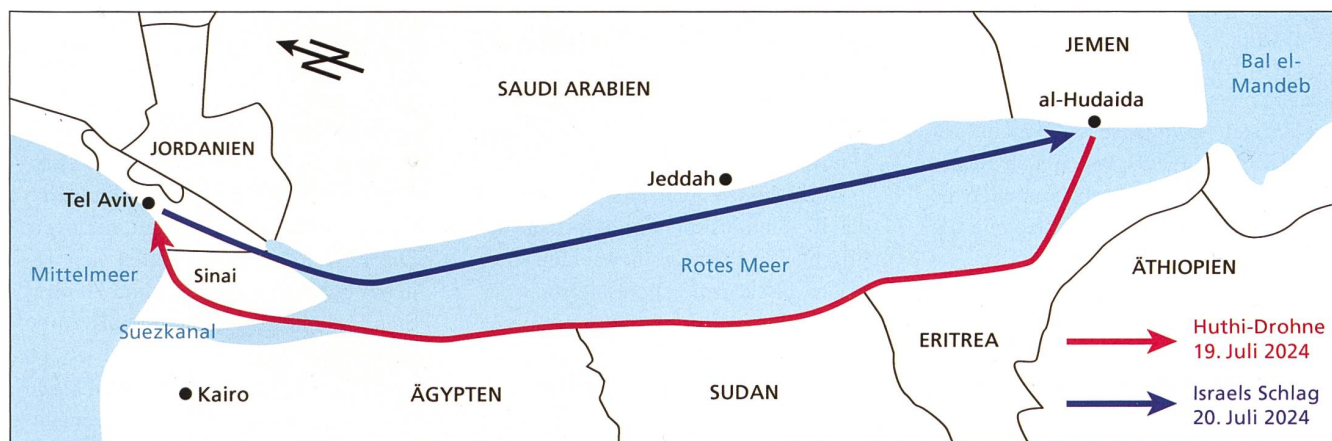 JEMEN
Bal el-
Mandeb
SAUDI ARABIEN
al-Hudaida
JORDANIEN
Jeddah
Tel Aviv
Mittelmeer
Sinai
Rotes Meer
ÄTHIOPIEN
Suezkanal
ERITREA
Huthi-Drohne
19. Juli 2024
Kairo
ÄGYPTEN
SUDAN
Israels Schlag
20. Juli 2024